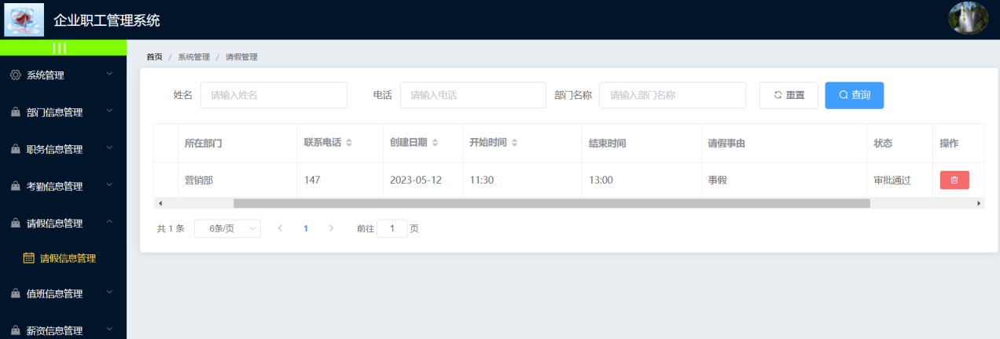 企业职工管理系统
首页 / 系统管理 / 请假管理
系统管理
部门信息管理
职务信息管理
考勤信息管理
请假信息管理
请假信息管理
值班信息管理
薪资信息管理
姓名 请输入姓名 电话 请输入电话 部门名称 请输入部门名称 重置 查询
所在部门 联系电话 创建日期 开始时间 结束时间 请假事由 状态 操作
营销部 147 2023-05-12 11:30 13:00 事假 审批通过
共 1 条 6条/页 1 前往 1 页